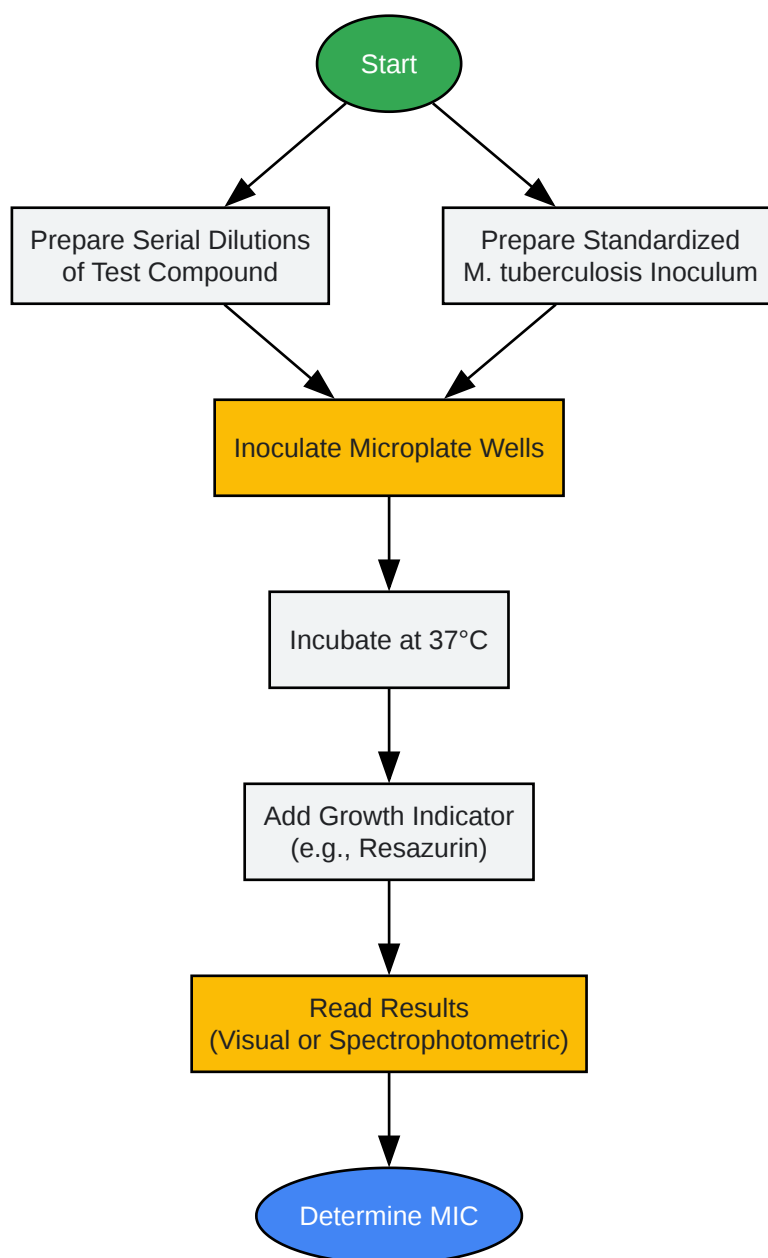 Start
Prepare Serial Dilutions
of Test Compound
Prepare Standardized
M. tuberculosis Inoculum
Inoculate Microplate Wells
Incubate at 37°C
Add Growth Indicator
(e.g., Resazurin)
Read Results
(Visual or Spectrophotometric)
Determine MIC